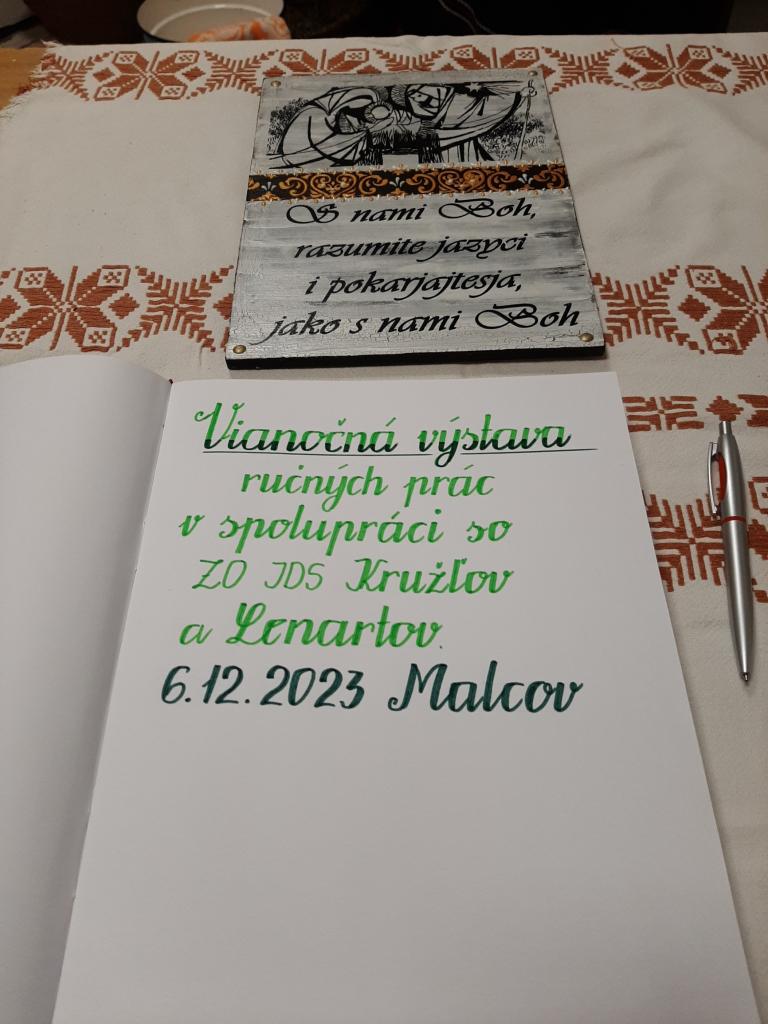 S nami Boh,
razumite jazyci
i pokarjajtesja,
jako s nami Boh
Vianočná výstava
ručných prác
v spolupráci so
ZO JDS Kružľov
a Lenartov
6.12.2023 Malcov